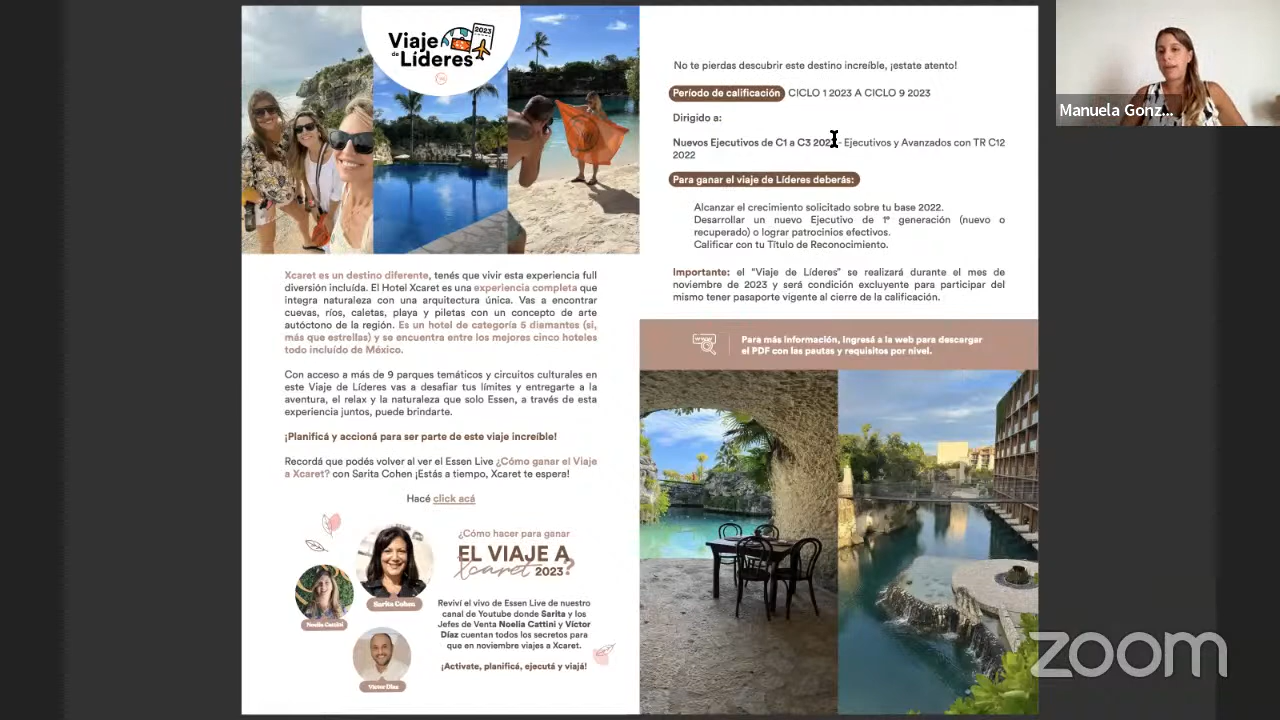 Viaje
de
Líderes
2023
Xcaret es un destino diferente, tenés que vivir esta experiencia full
diversión incluída. El Hotel Xcaret es una experiencia completa que
integra naturaleza con una arquitectura única. Vas a encontrar
cuevas, ríos, caletas, playa y piletas con un concepto de arte
autóctono de la región. Es un hotel de categoría 5 diamantes (si,
más que estrellas) y se encuentra entre los mejores cinco hoteles
todo incluído de México.
Con acceso a más de 9 parques temáticos y circuitos culturales en
este Viaje de Líderes vas a desafiar tus límites y entregarte a la
aventura, el relax y la naturaleza que solo Essen, a través de esta
experiencia juntos, puede brindarte.
¡Planificá y accioná para ser parte de este viaje increíble!
Recordá que podés volver al ver el Essen Live ¿Cómo ganar el Viaje
a Xcaret? con Sarita Cohen ¡Estás a tiempo, Xcaret te espera!
Hacé click acá
¿Cómo hacer para ganar
EL VIAJE A
Xcaret 2023?
Sarita Cohen
Noelia Cattini
Víctor Díaz
Reviví el vivo de Essen Live de nuestro
canal de Youtube donde Sarita y los
Jefes de Venta Noelia Cattini y Víctor
Díaz cuentan todos los secretos para
que en noviembre viajes a Xcaret.
¡Activate, planificá, ejecutá y viajá!
No te pierdas descubrir este destino increíble, ¡estate atento!
Período de calificación CICLO 1 2023 A CICLO 9 2023
Dirigido a:
Nuevos Ejecutivos de C1 a C3 2023 - Ejecutivos y Avanzados con TR C12
2022
Para ganar el viaje de Líderes deberás:
Alcanzar el crecimiento solicitado sobre tu base 2022.
Desarrollar un nuevo Ejecutivo de 1° generación (nuevo o
recuperado) o lograr patrocinios efectivos.
Calificar con tu Título de Reconocimiento.
Importante: el "Viaje de Líderes" se realizará durante el mes de
noviembre de 2023 y será condición excluyente para participar del
mismo tener pasaporte vigente al cierre de la calificación.
Para más información, ingresá a la web para descargar
el PDF con las pautas y requisitos por nivel.
Manuela Gonz...
zoom